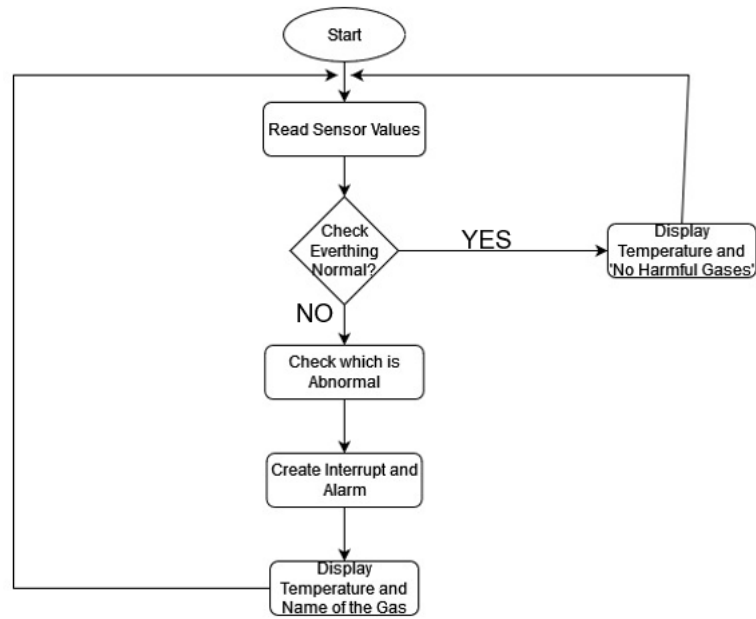 Start
Read Sensor Values
Check
Everthing
Normal?
YES
Display
Temperature and
'No Harmful Gases'
NO
Check which is
Abnormal
Create Interrupt and
Alarm
Display
Temperature and
Name of the Gas